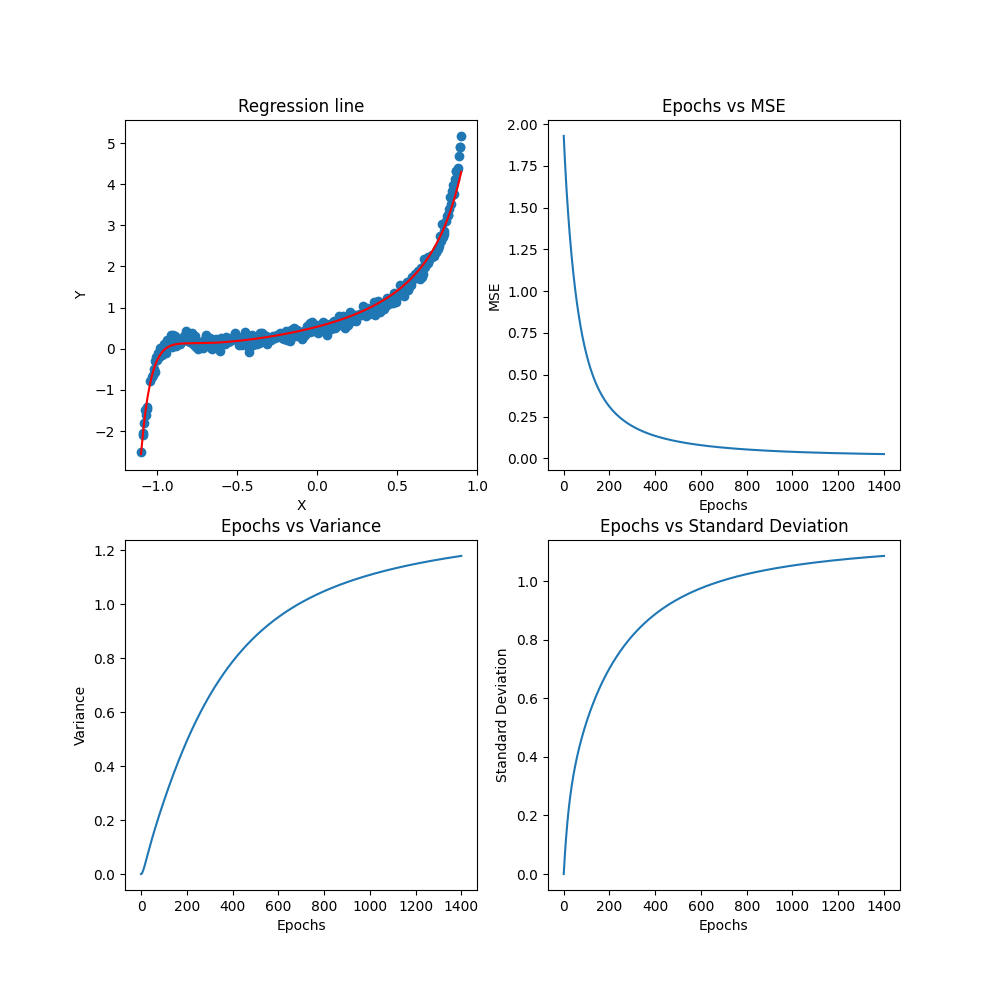 Regression line
5
4
3
2
1
0
−1
−2
Y
−1.0 −0.5 0.0 0.5 1.0
X
Epochs vs MSE
2.00
1.75
1.50
1.25
1.00
0.75
0.50
0.25
0.00
MSE
0 200 400 600 800 1000 1200 1400
Epochs
Epochs vs Variance
1.2
1.0
0.8
0.6
0.4
0.2
0.0
Variance
0 200 400 600 800 1000 1200 1400
Epochs
Epochs vs Standard Deviation
1.0
0.8
0.6
0.4
0.2
0.0
Standard Deviation
0 200 400 600 800 1000 1200 1400
Epochs